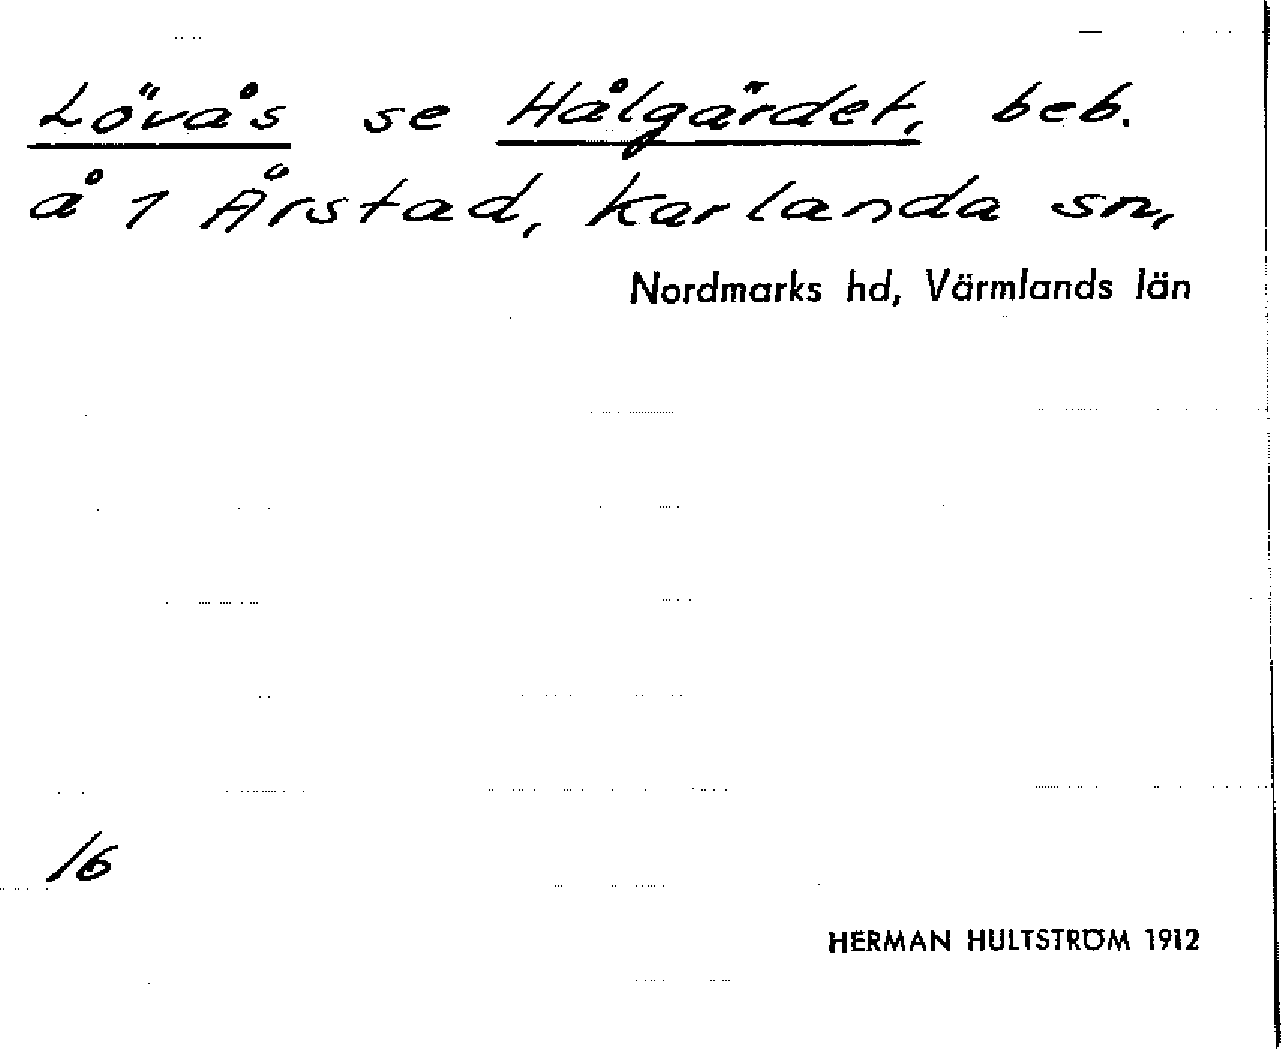 Lövås se Hålgärdet, beb.
å 1 Årstad, Karlanda sn,
Nordmarks hd, Värmlands län
16
HERMAN HULTSTRÖM 1912